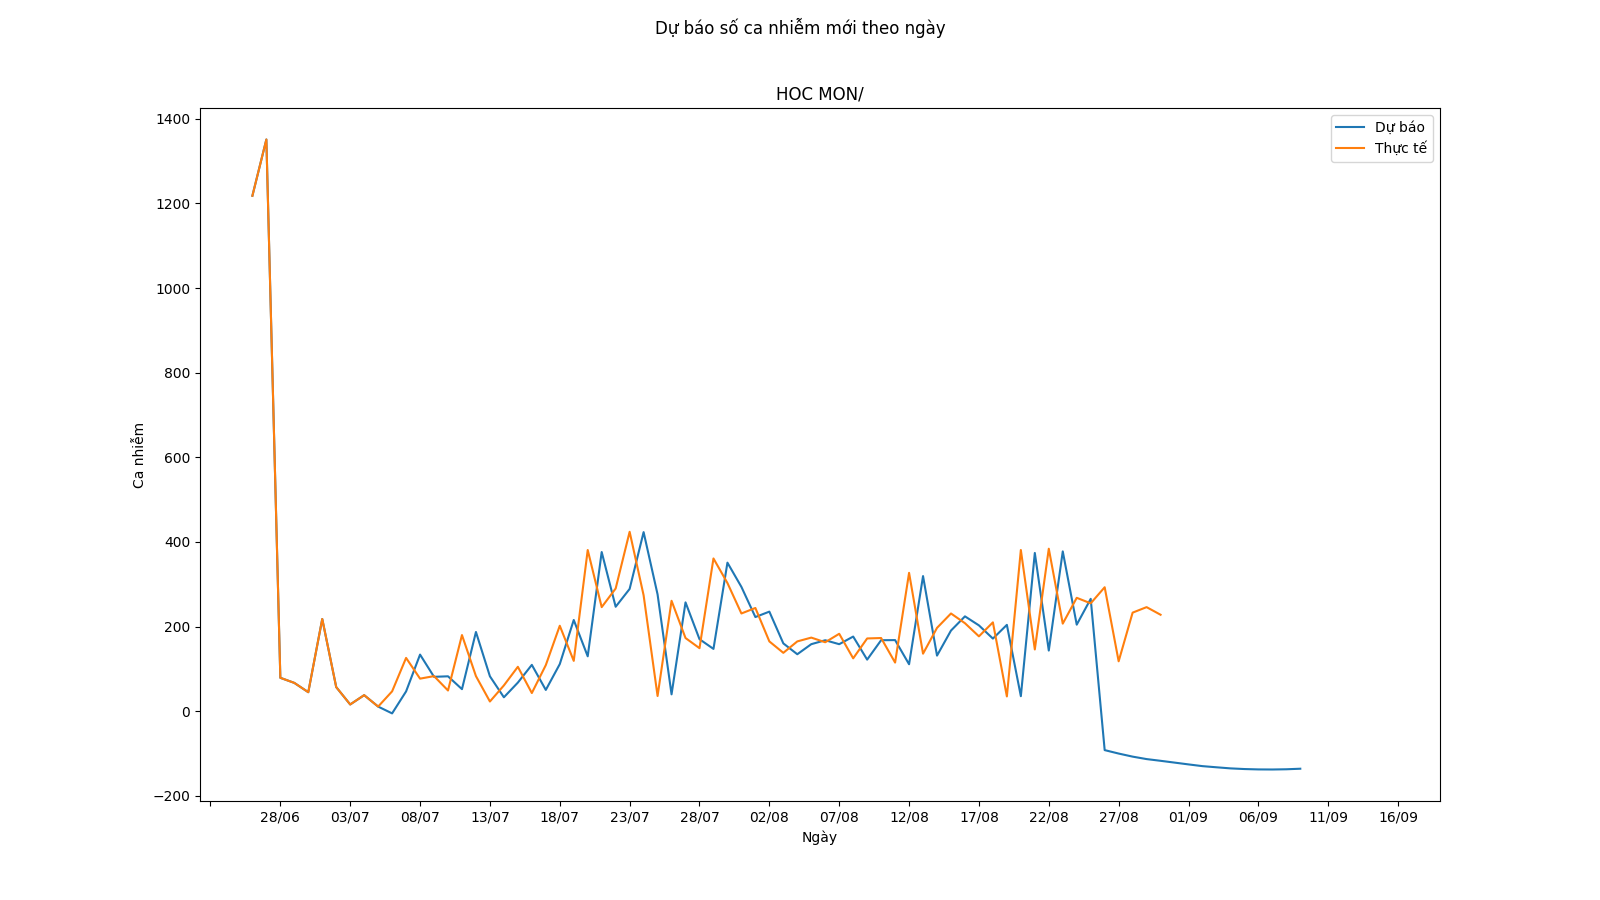 Dự báo số ca nhiễm mới theo ngày
HOC MON/
Dự báo
Thực tế
1400
1200
1000
800
600
400
200
0
−200
Ca nhiễm
28/06 03/07 08/07 13/07 18/07 23/07 28/07 02/08 07/08 12/08 17/08 22/08 27/08 01/09 06/09 11/09 16/09
Ngày